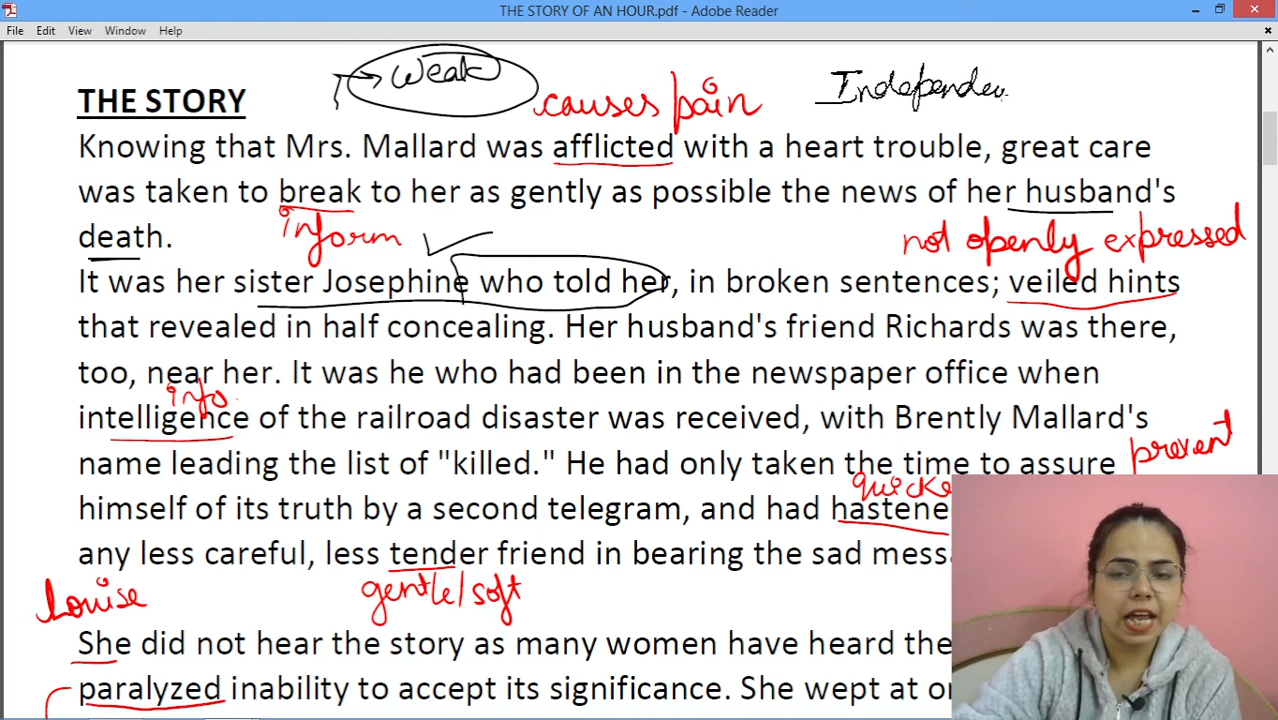 THE STORY OF AN HOUR.pdf - Adobe Reader
File Edit View Window Help
Weak
Independen
THE STORY
causes pain
Knowing that Mrs. Mallard was afflicted with a heart trouble, great care
was taken to break to her as gently as possible the news of her husband's
inform
death.
not openly expressed
It was her sister Josephine who told her, in broken sentences; veiled hints
that revealed in half concealing. Her husband's friend Richards was there,
too, near her. It was he who had been in the newspaper office when
info
intelligence of the railroad disaster was received, with Brently Mallard's
prevent
name leading the list of "killed." He had only taken the time to assure
quicke
himself of its truth by a second telegram, and had hastene
any less careful, less tender friend in bearing the sad messa
Louise
gentle/soft
She did not hear the story as many women have heard the
paralyzed inability to accept its significance. She wept at on